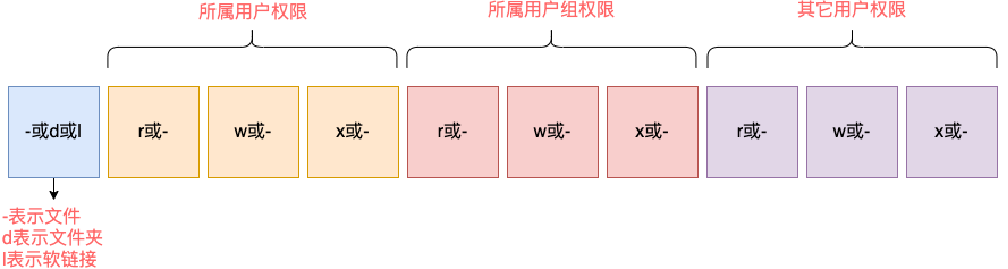 所属用户权限
所属用户组权限
其它用户权限
-或d或l
r或-
w或-
x或-
r或-
w或-
x或-
r或-
w或-
x或-
-表示文件
d表示文件夹
l表示软链接